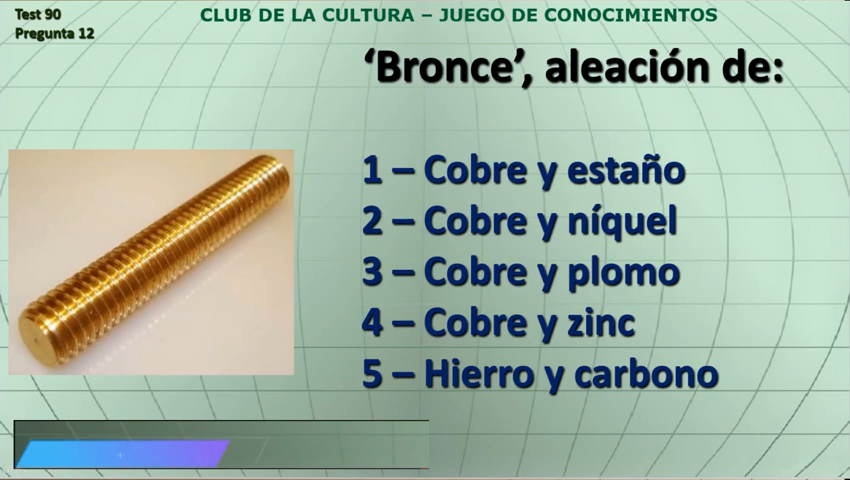 Test 90
Pregunta 12
CLUB DE LA CULTURA – JUEGO DE CONOCIMIENTOS
‘Bronce’, aleación de:
1 – Cobre y estaño
2 – Cobre y níquel
3 – Cobre y plomo
4 – Cobre y zinc
5 – Hierro y carbono